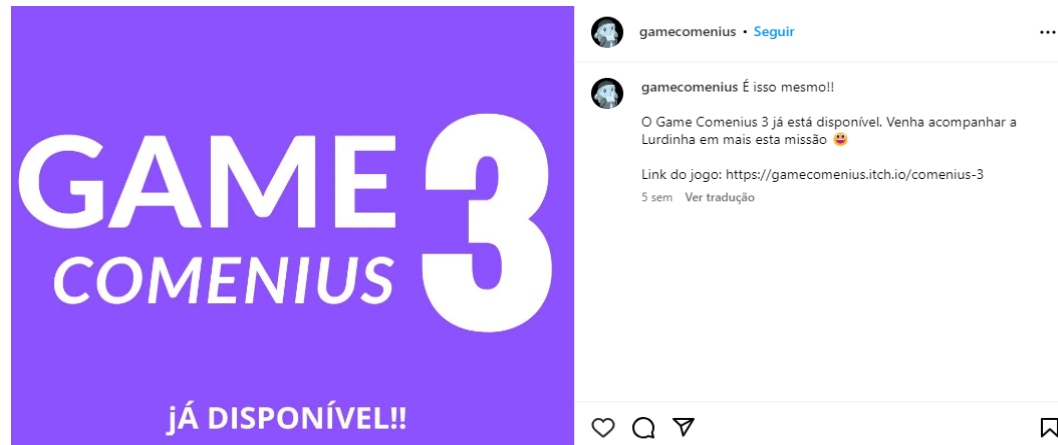 GAME 3
COMENIUS
jÁ DISPONÍVEL!!
gamecomenius • Seguir
gamecomenius É isso mesmo!!
O Game Comenius 3 já está disponível. Venha acompanhar a
Lurdinha em mais esta missão 😃
Link do jogo: https://gamecomenius.itch.io/comenius-3
5 sem Ver tradução